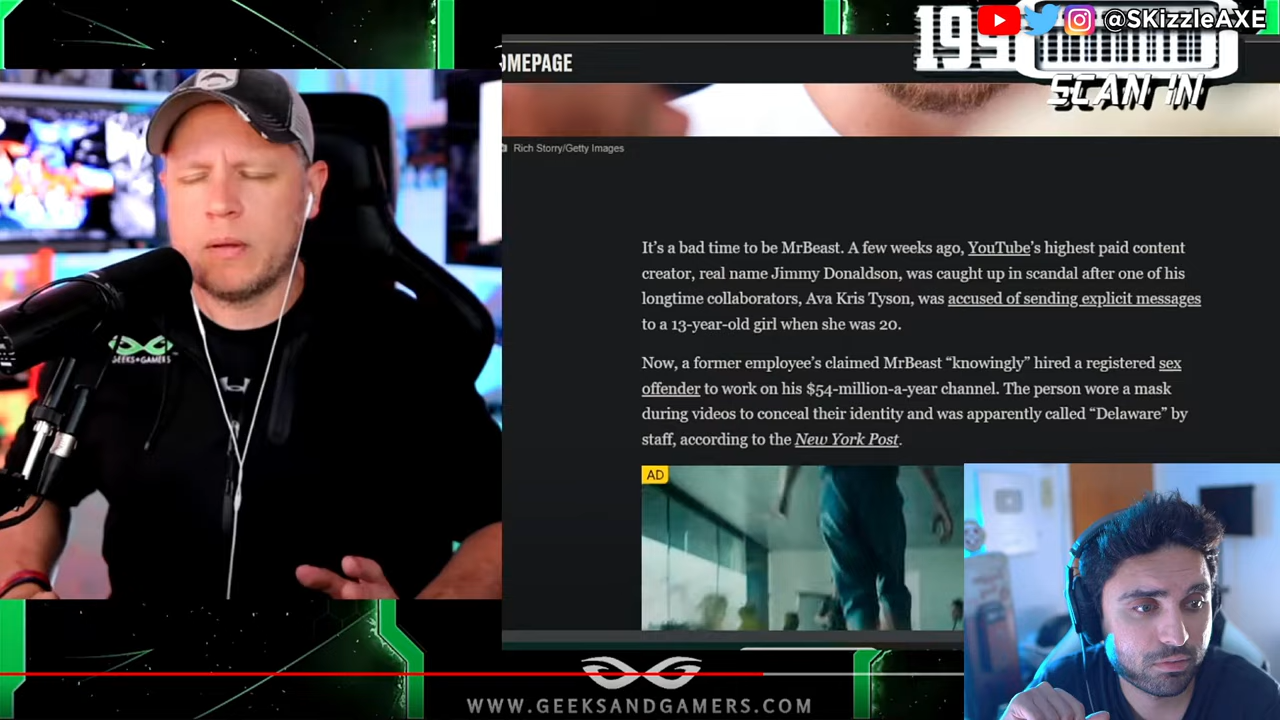 @SKizzleAXE
199
SCAN IN
OMEPAGE
Rich Storry/Getty Images
It's a bad time to be MrBeast. A few weeks ago, YouTube's highest paid content
creator, real name Jimmy Donaldson, was caught up in scandal after one of his
longtime collaborators, Ava Kris Tyson, was accused of sending explicit messages
to a 13-year-old girl when she was 20.
Now, a former employee's claimed MrBeast “knowingly” hired a registered sex
offender to work on his $54-million-a-year channel. The person wore a mask
during videos to conceal their identity and was apparently called “Delaware” by
staff, according to the New York Post.
AD
GEEKS+GAMERS
WWW.GEEKSANDGAMERS.COM